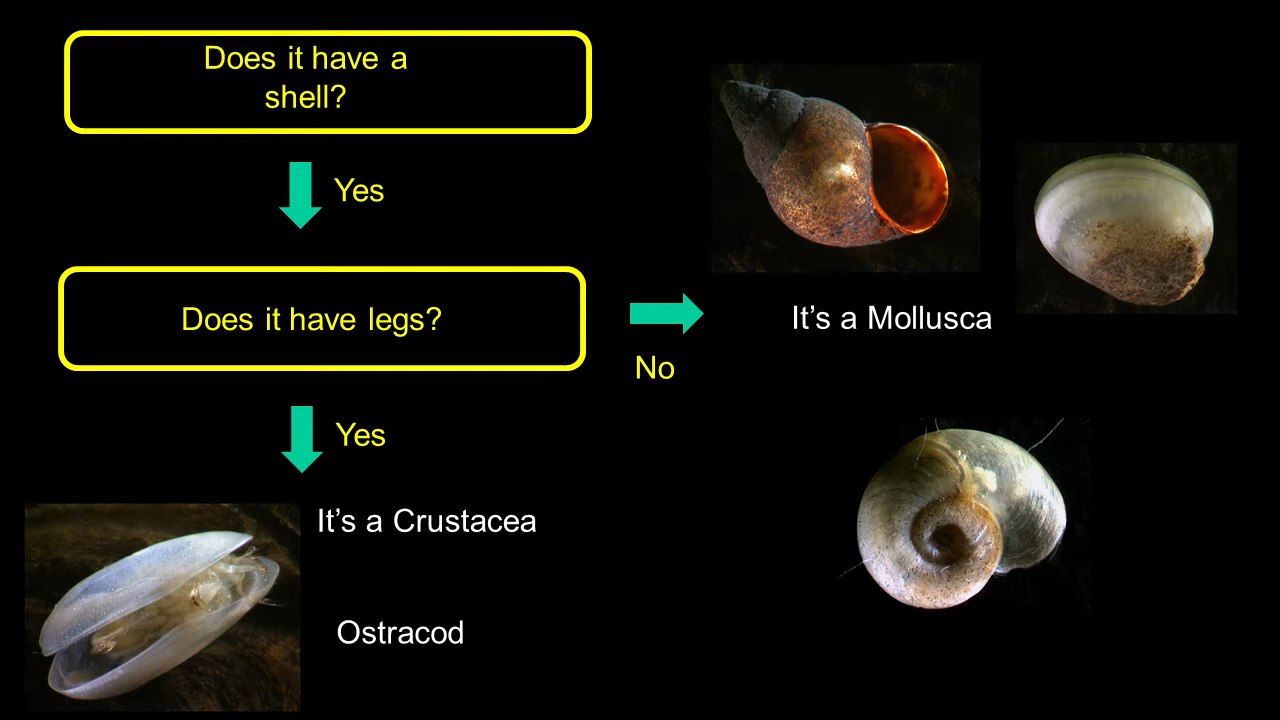 Does it have a
shell?
Yes
Does it have legs?
It’s a Mollusca
No
Yes
It’s a Crustacea
Ostracod